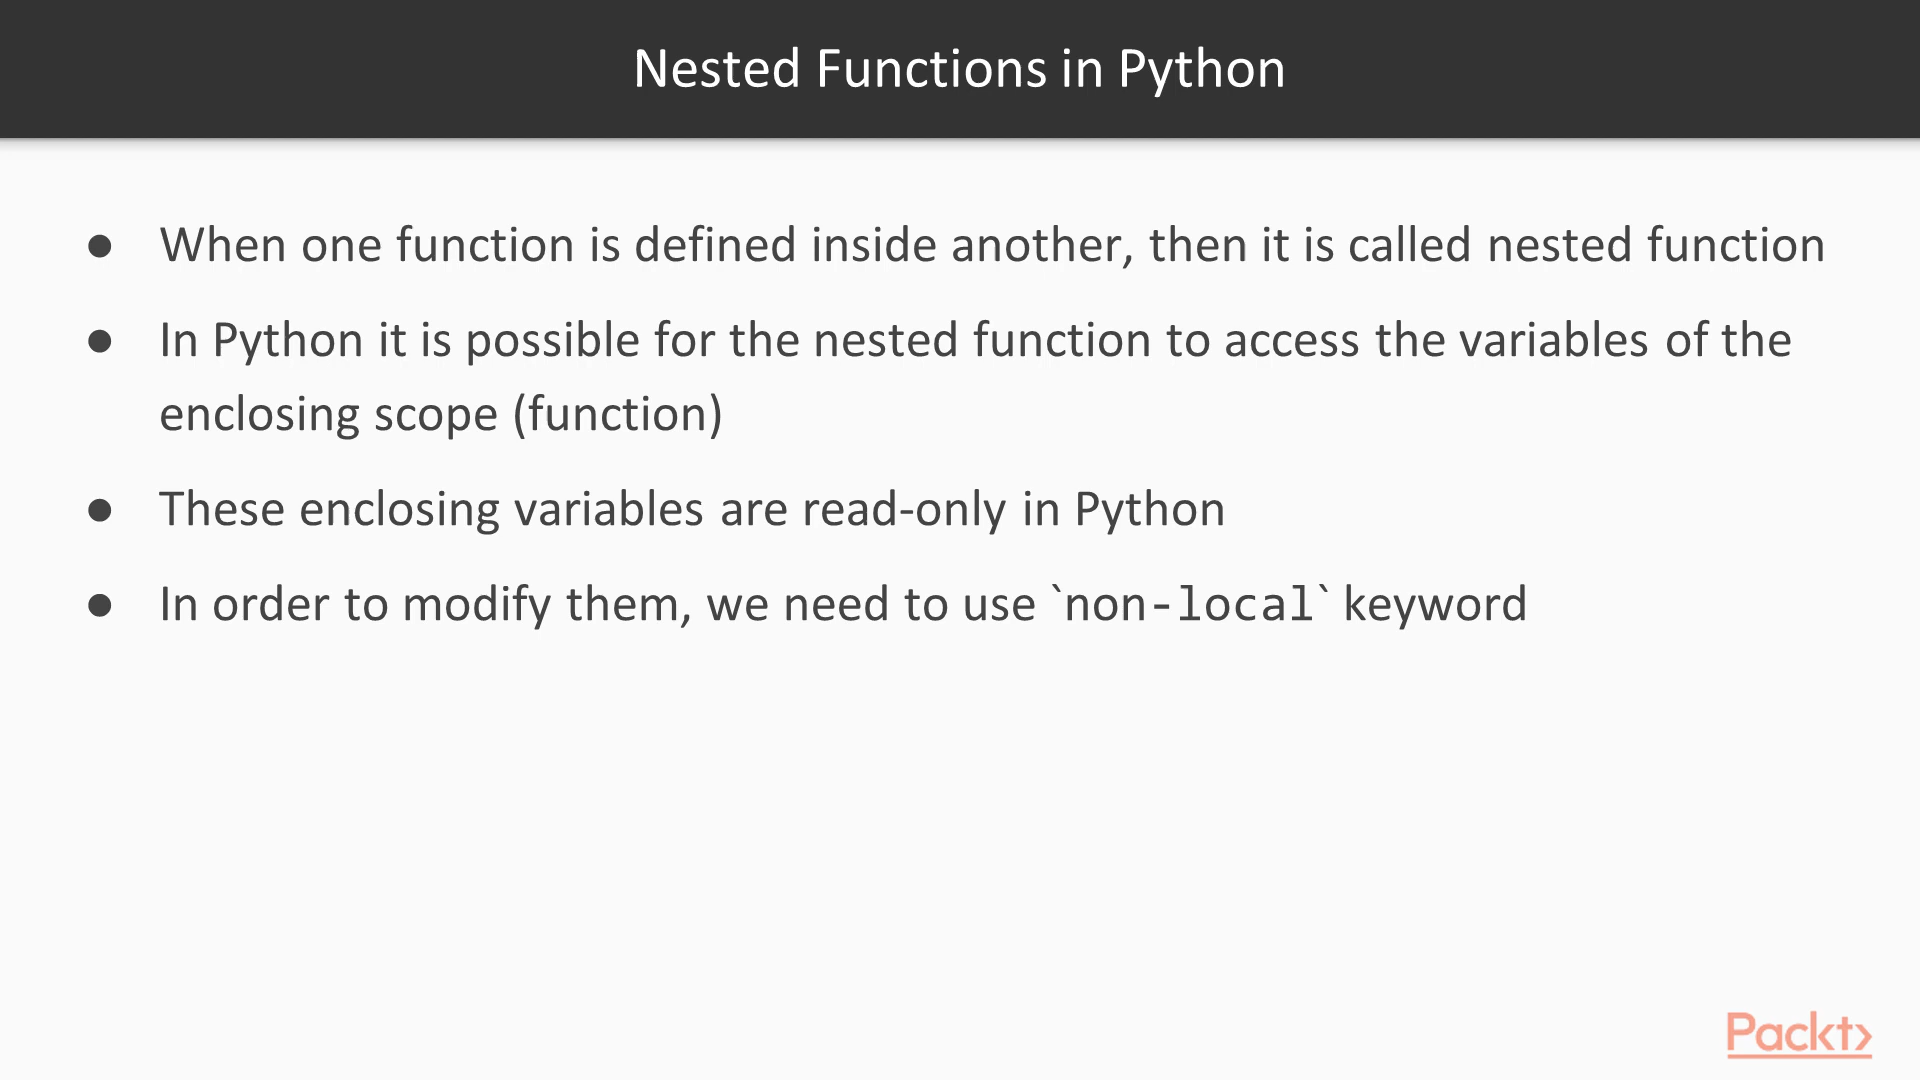 Nested Functions in Python
● When one function is defined inside another, then it is called nested function
● In Python it is possible for the nested function to access the variables of the
enclosing scope (function)
● These enclosing variables are read-only in Python
● In order to modify them, we need to use `non-local` keyword
Packt>